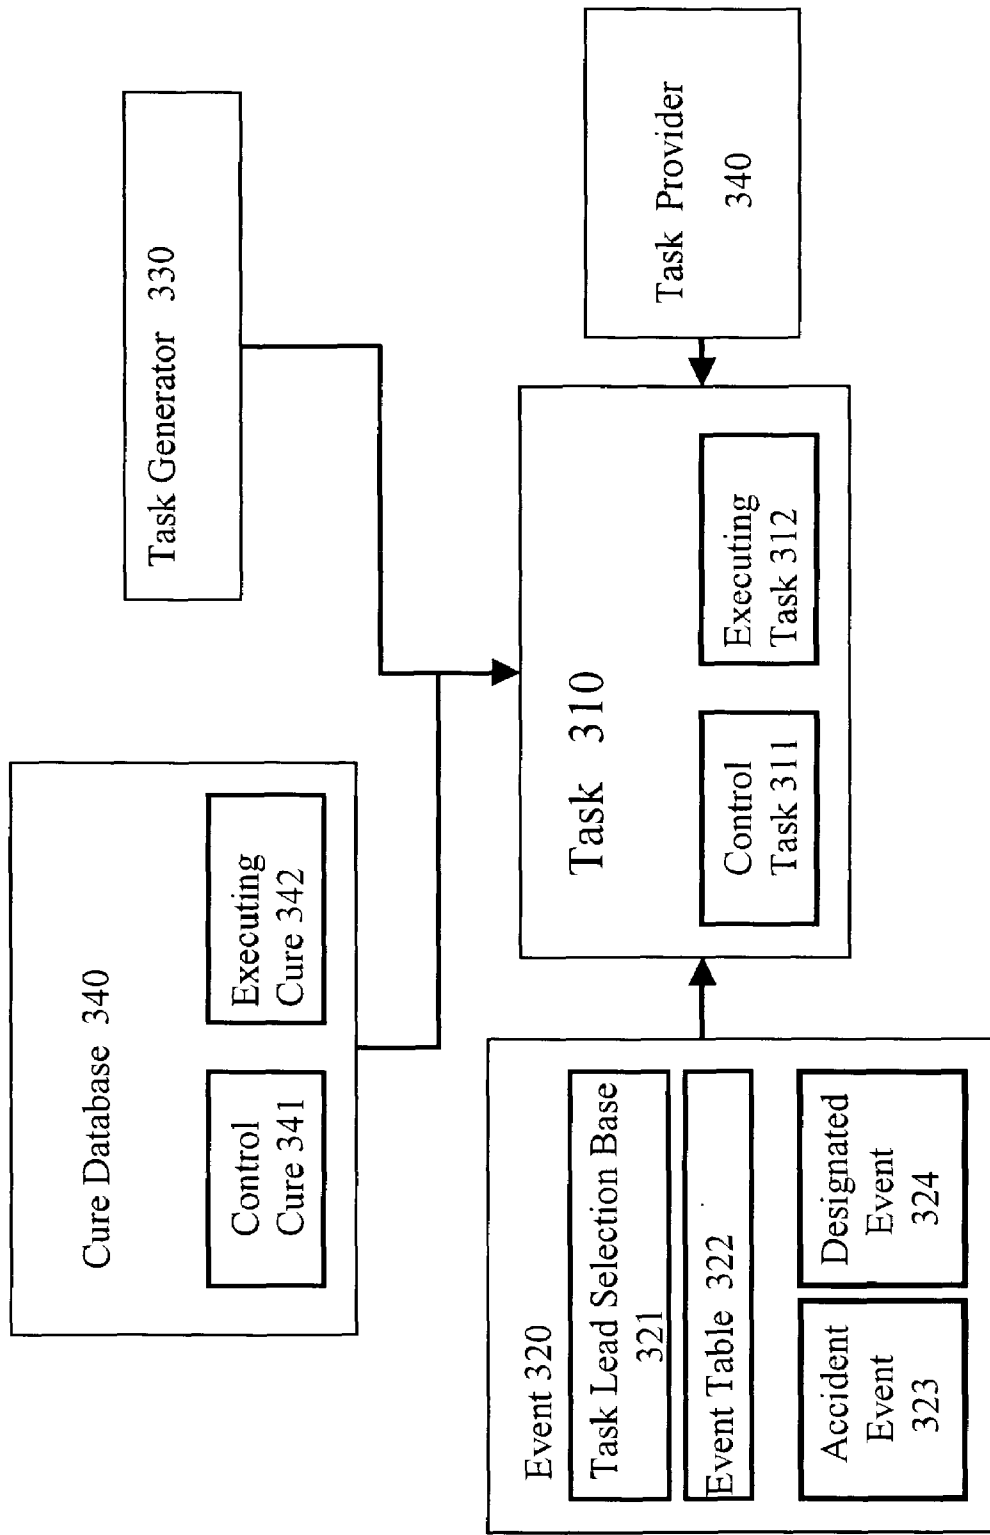 Cure Database 340
Control
Cure 341
Executing
Cure 342
Task Generator 330
Event 320
Task Lead Selection Base
321
Event Table 322
Accident
Event
323
Designated
Event
324
Task 310
Control
Task 311
Executing
Task 312
Task Provider
340